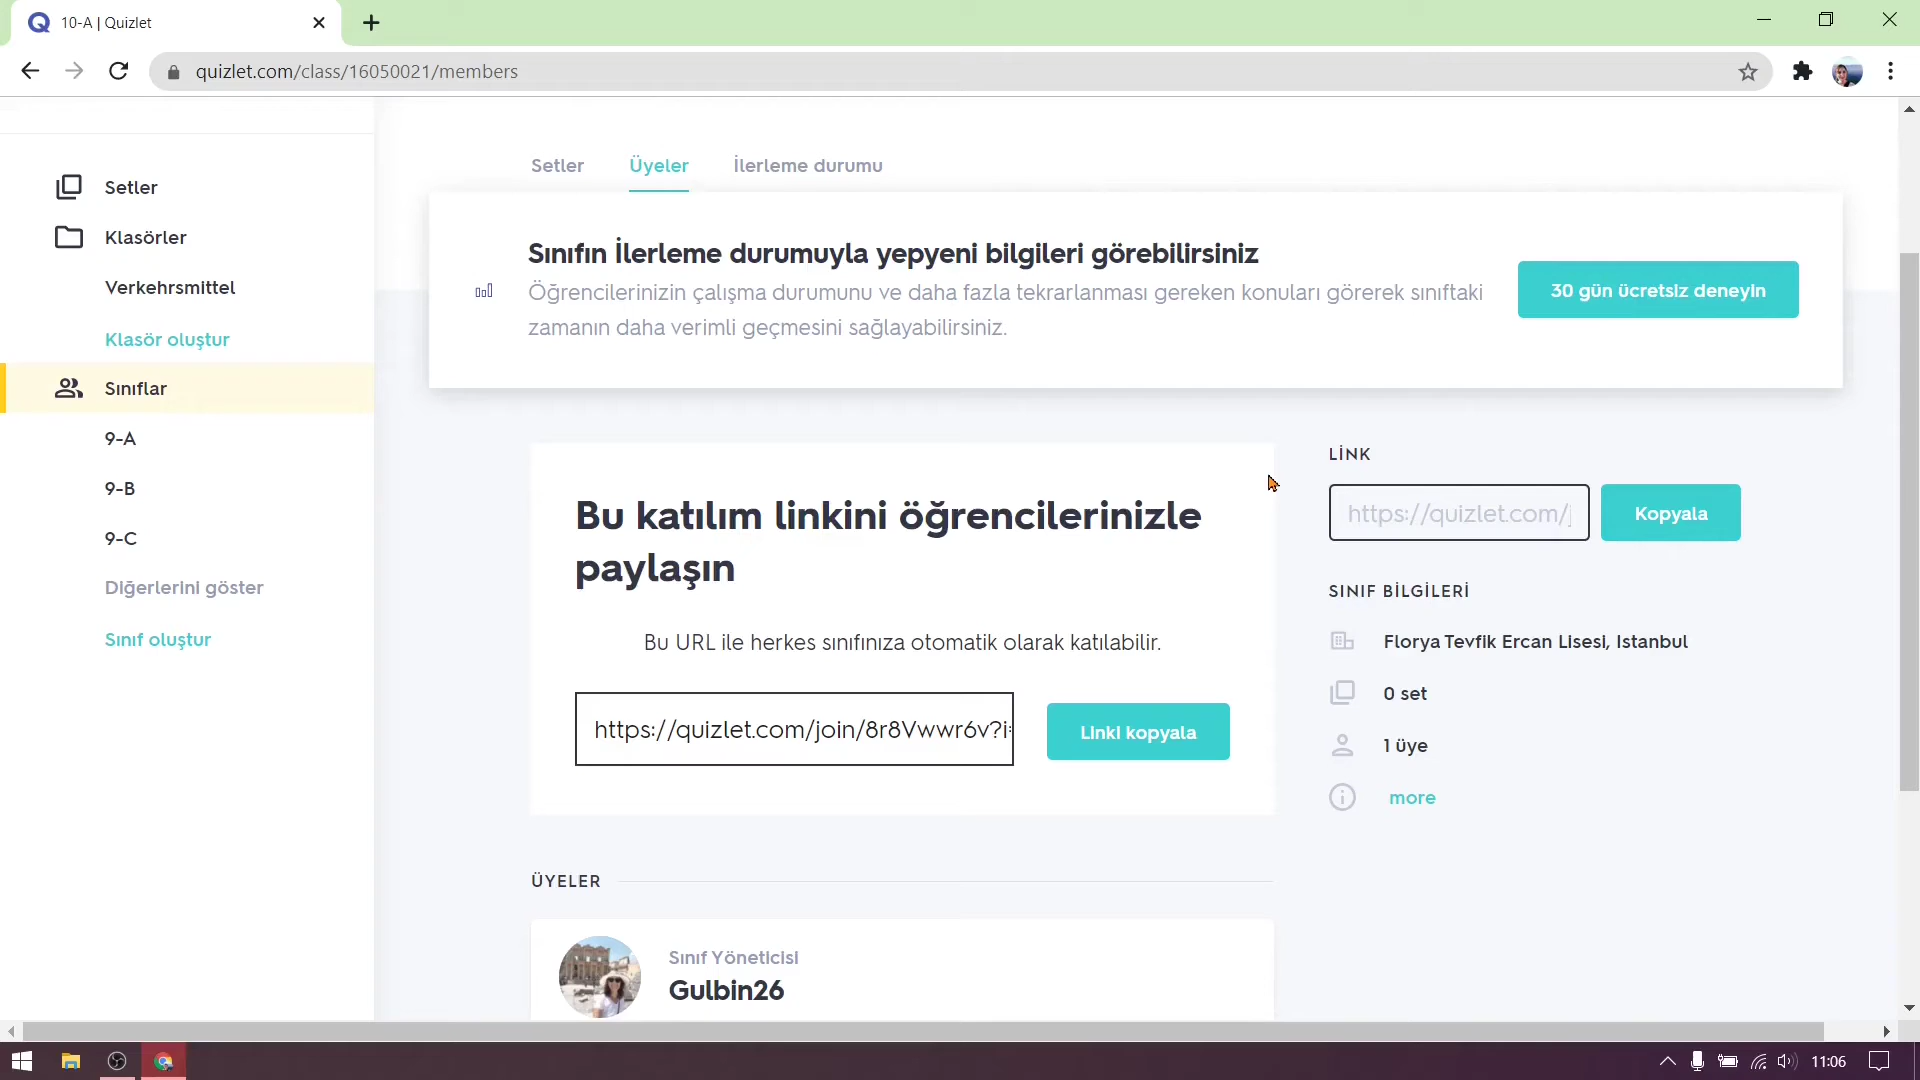 10-A | Quizlet
quizlet.com/class/16050021/members
Setler
Klasörler
Verkehrsmittel
Klasör oluştur
Sınıflar
9-A
9-B
9-C
Diğerlerini göster
Sınıf oluştur
Setler Üyeler İlerleme durumu
Sınıfın İlerleme durumuyla yepyeni bilgileri görebilirsiniz
Öğrencilerinizin çalışma durumunu ve daha fazla tekrarlanması gereken konuları görerek sınıftaki
zamanın daha verimli geçmesini sağlayabilirsiniz.
30 gün ücretsiz deneyin
Bu katılım linkini öğrencilerinizle
paylaşın
Bu URL ile herkes sınıfınıza otomatik olarak katılabilir.
https://quizlet.com/join/8r8Vwwr6v?i=
Linki kopyala
ÜYELER
Sınıf Yöneticisi
Gulbin26
LİNK
https://quizlet.com/j
Kopyala
SINIF BİLGİLERİ
Florya Tevfik Ercan Lisesi, Istanbul
0 set
1 üye
more
11:06